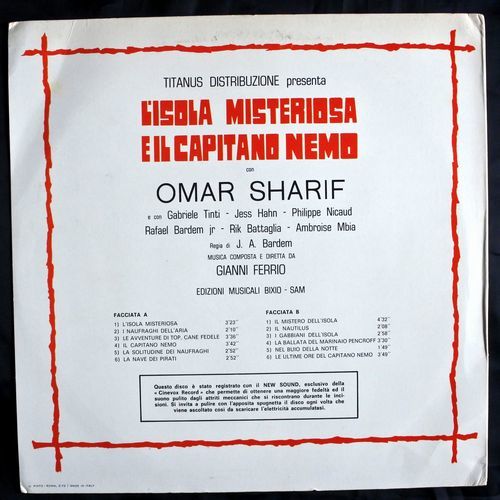 TITANUS DISTRIBUZIONE presenta
L'ISOLA MISTERIOSA
E IL CAPITANO NEMO
con
OMAR SHARIF
e con Gabriele Tinti - Jess Hahn - Philippe Nicaud
Rafael Bardem jr - Rik Battaglia - Ambroise Mbia
Regia di J. A. Bardem
MUSICA COMPOSTA E DIRETTA DA
GIANNI FERRIO
EDIZIONI MUSICALI BIXIO - SAM
FACCIATA A
1) L'ISOLA MISTERIOSA 3'23"
2) I NAUFRAGHI DELL'ARIA 2'10"
3) LE AVVENTURE DI TOP, CANE FEDELE 3'36"
4) IL CAPITANO NEMO 3'42"
5) LA SOLITUDINE DEI NAUFRAGHI 2'52"
6) LA NAVE DEI PIRATI 2'52"
FACCIATA B
1) IL MISTERO DELL'ISOLA 4'32"
2) IL NAUTILUS 2'08"
3) I GABBIANI DELL'ISOLA 2'58"
4) LA BALLATA DEL MARINAIO PENCROFF 3'30"
5) NEL BUIO DELLA NOTTE 1'49"
6) LE ULTIME ORE DEL CAPITANO NEMO 3'49"
Questo disco è stato registrato con il NEW SOUND, esclusivo della
« Cinevox Record » che permette di ottenere una maggiore fedeltà ed il
suono pulito dagli attriti meccanici che si riscontrano durante le inci-
sioni. Si invita a pulire con l'apposita spugnetta il disco ogni volta che
viene ascoltato così da scaricare l'elettricità accumulatasi.